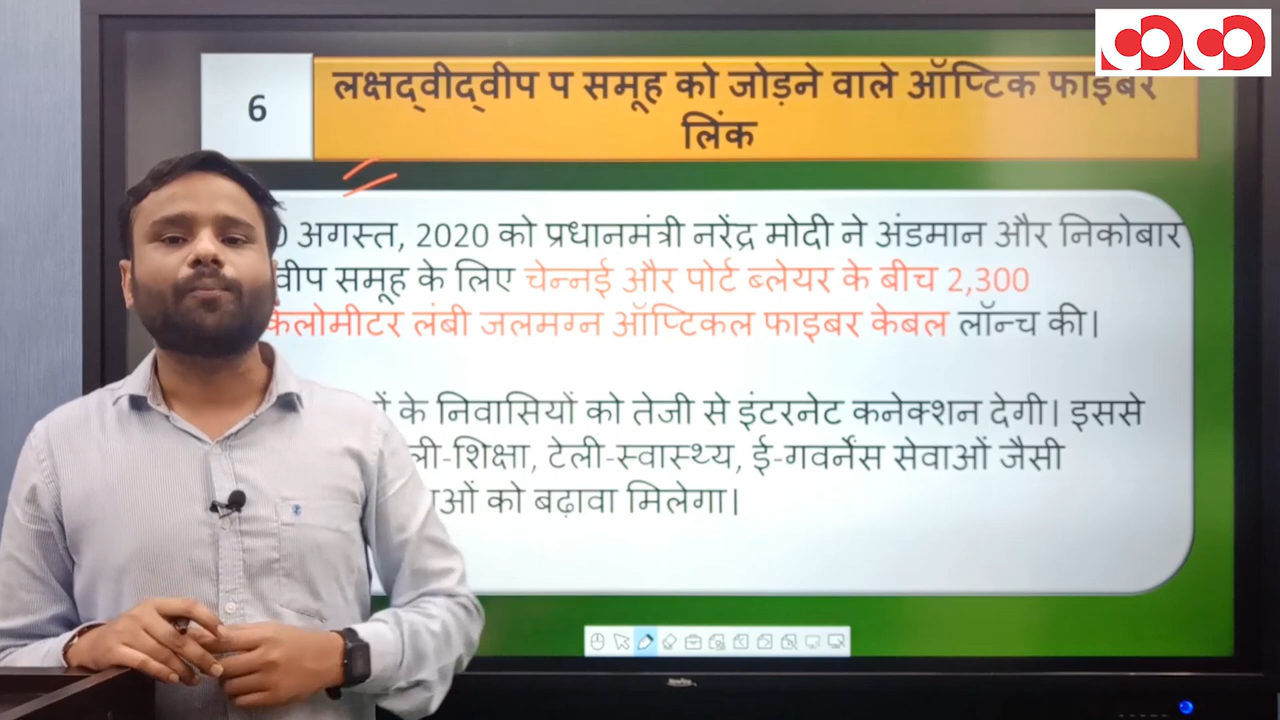 6
लक्षद्वीद्वीप प समूह को जोड़ने वाले ऑप्टिक फाइबर
लिंक
अगस्त, 2020 को प्रधानमंत्री नरेंद्र मोदी ने अंडमान और निकोबार
समूह के लिए चेन्नई और पोर्ट ब्लेयर के बीच 2,300
लंबी जलमग्न ऑप्टिकल फाइबर केबल लॉन्च की।
के निवासियों को तेजी से इंटरनेट कनेक्शन देगी। इससे
टेली-स्वास्थ्य, ई-गवर्नेंस सेवाओं जैसी
को बढ़ावा मिलेगा।